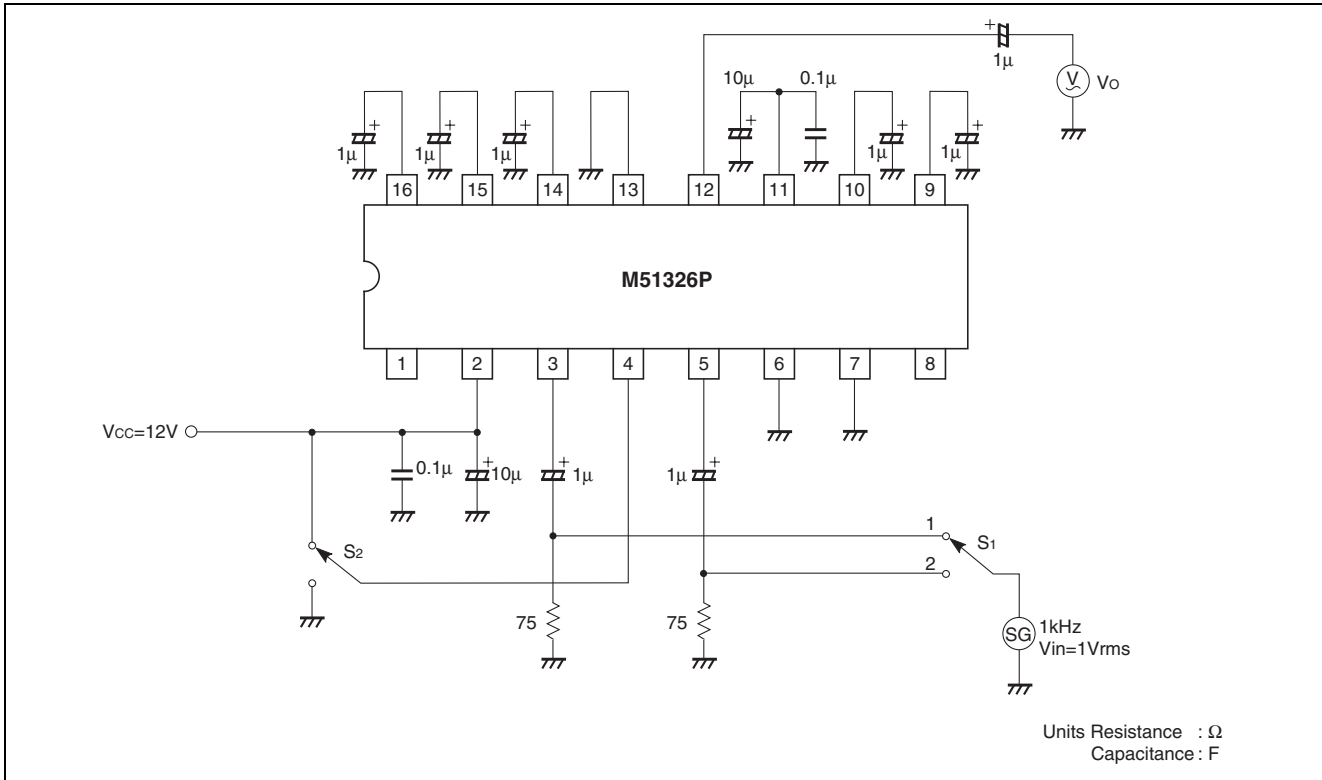 +
1μ
V
VO
10μ
0.1μ
+
1μ
+
1μ
+
1μ
+
+
1μ
+
1μ
16
15
14
13
12
11
10
9
M51326P
1
2
3
4
5
6
7
8
VCC=12V
0.1μ
+
10μ
+
1μ
1μ
+
1
S1
2
S2
75
75
SG
1kHz
Vin=1Vrms
Units Resistance : Ω
Capacitance : F